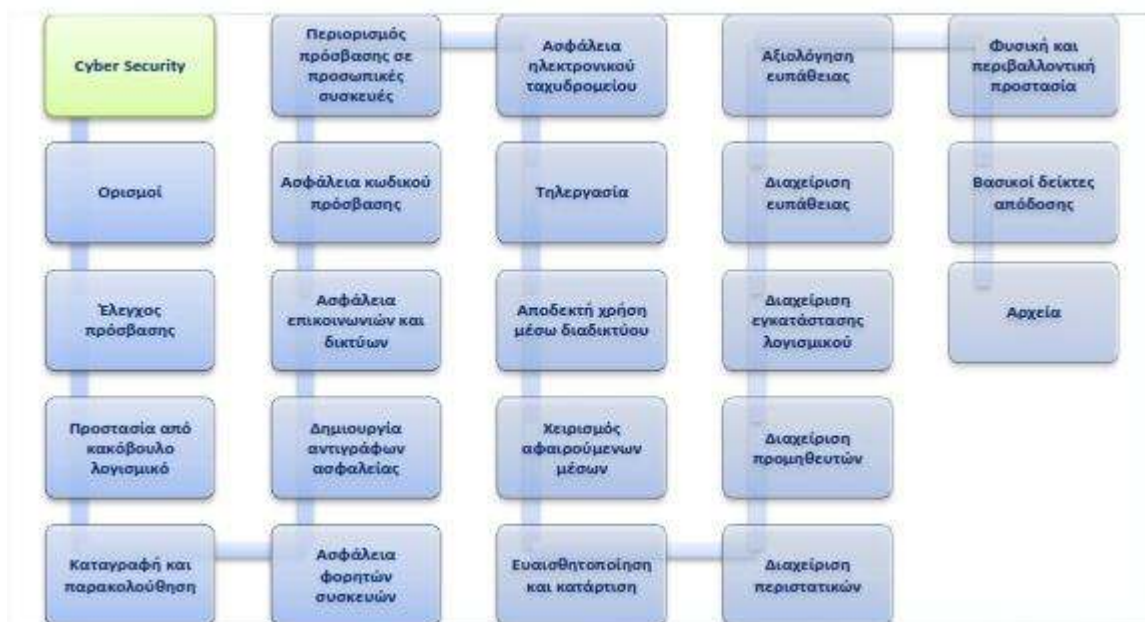 Cyber Security
Ορισμοί
Έλεγχος
πρόσβασης
Προστασία από
κακόβουλο
λογισμικό
Καταγραφή και
παρακολούθηση
Περιορισμός
πρόσβασης σε
προσωπικές
συσκευές
Ασφάλεια κωδικού
πρόσβασης
Ασφάλεια
επικοινωνιών και
δικτύων
Δημιουργία
αντιγράφων
ασφαλείας
Ασφάλεια
φορητών
συσκευών
Ασφάλεια
ηλεκτρονικού
ταχυδρομείου
Τηλεργασία
Αποδεκτή χρήση
μέσω διαδικτύου
Χειρισμός
αφαιρούμενων
μέσων
Ευαισθητοποίηση
και κατάρτιση
Αξιολόγηση
ευπάθειας
Διαχείριση
ευπάθειας
Διαχείριση
εγκατάστασης
λογισμικού
Διαχείριση
προμηθευτών
Διαχείριση
περιστατικών
Φυσική και
περιβαλλοντική
προστασία
Βασικοί δείκτες
απόδοσης
Αρχεία